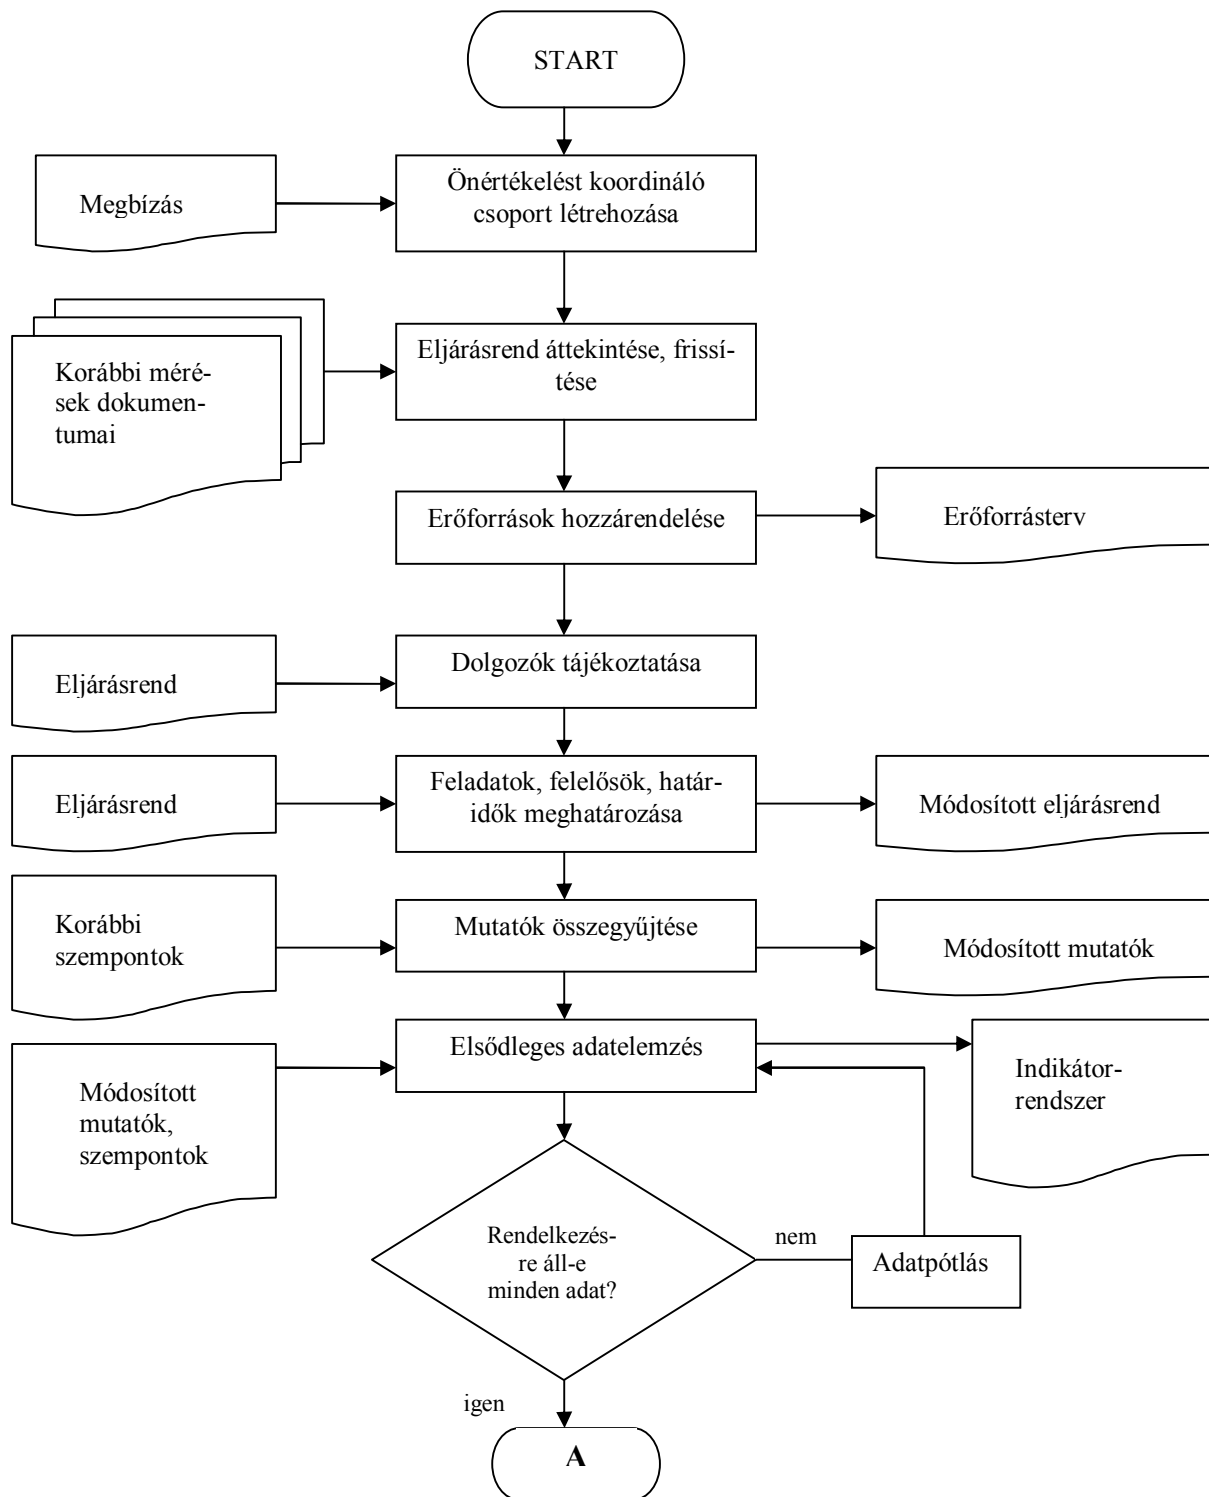 START
Megbízás
Önértékelést koordináló
csoport létrehozása
Korábbi méré-
sek dokumen-
tumai
Eljárásrend áttekintése, frissí-
tése
Erőforrások hozzárendelése
Erőforrásterv
Eljárásrend
Dolgozók tájékoztatása
Eljárásrend
Feladatok, felelősök, határ-
idők meghatározása
Módosított eljárásrend
Korábbi
szempontok
Mutatók összegyűjtése
Módosított mutatók
Módosított
mutatók,
szempontok
Elsődleges adatelemzés
Indikátor-
rendszer
Rendelkezés-
re áll-e
minden adat?
nem
Adatpótlás
igen
A